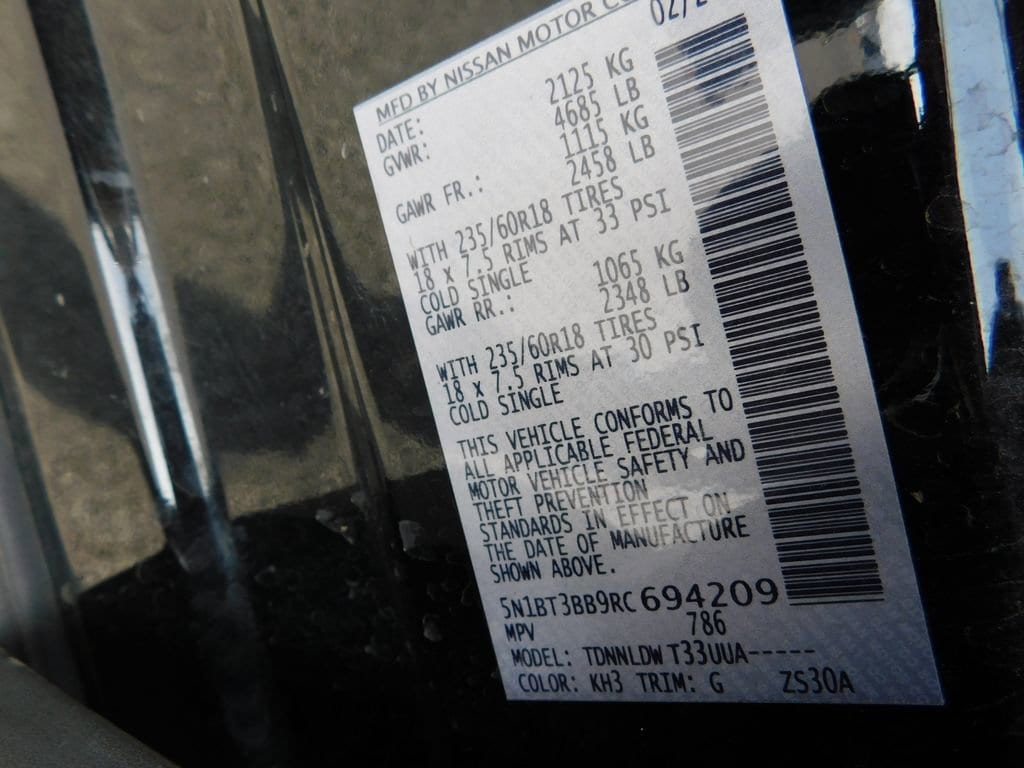 MFD BY NISSAN MOTOR CO
DATE: 02/2
GVWR: 2125 KG
4685 LB
GAWR FR.: 1115 KG
2458 LB
WITH 235/60R18 TIRES
18 x 7.5 RIMS AT 33 PSI
COLD SINGLE
GAWR RR.: 1065 KG
2348 LB
WITH 235/60R18 TIRES
18 x 7.5 RIMS AT 30 PSI
COLD SINGLE
THIS VEHICLE CONFORMS TO
ALL APPLICABLE FEDERAL
MOTOR VEHICLE SAFETY AND
THEFT PREVENTION
STANDARDS IN EFFECT ON
THE DATE OF MANUFACTURE
SHOWN ABOVE.
5N1BT3BB9RC694209
MPV 786
MODEL: TDNNLDW T33UUA-----
COLOR: KH3 TRIM: G ZS30A